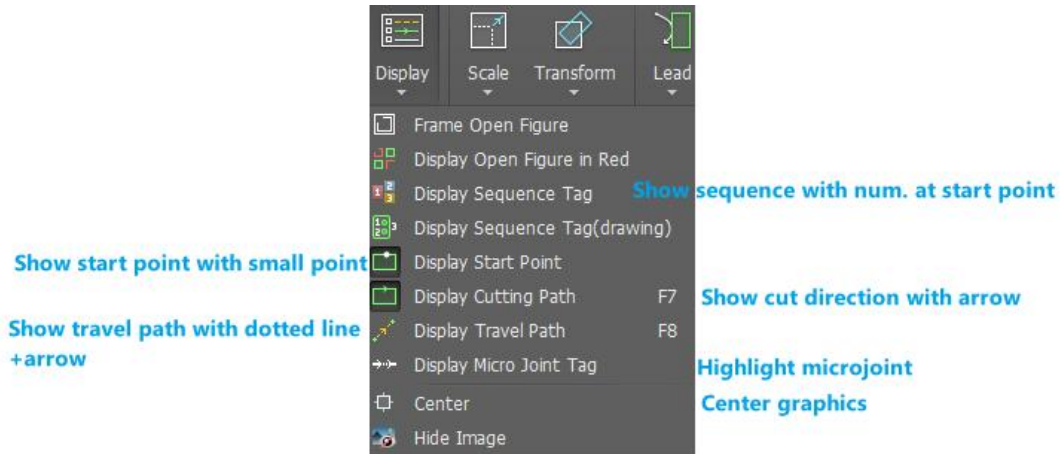 Display Scale Transform Lead
Frame Open Figure
Display Open Figure in Red
Display Sequence Tag Show sequence with num. at start point
Display Sequence Tag(drawing)
Show start point with small point Display Start Point
Display Cutting Path F7 Show cut direction with arrow
Show travel path with dotted line Display Travel Path F8
+arrow
Display Micro Joint Tag Highlight microjoint
Center Center graphics
Hide Image